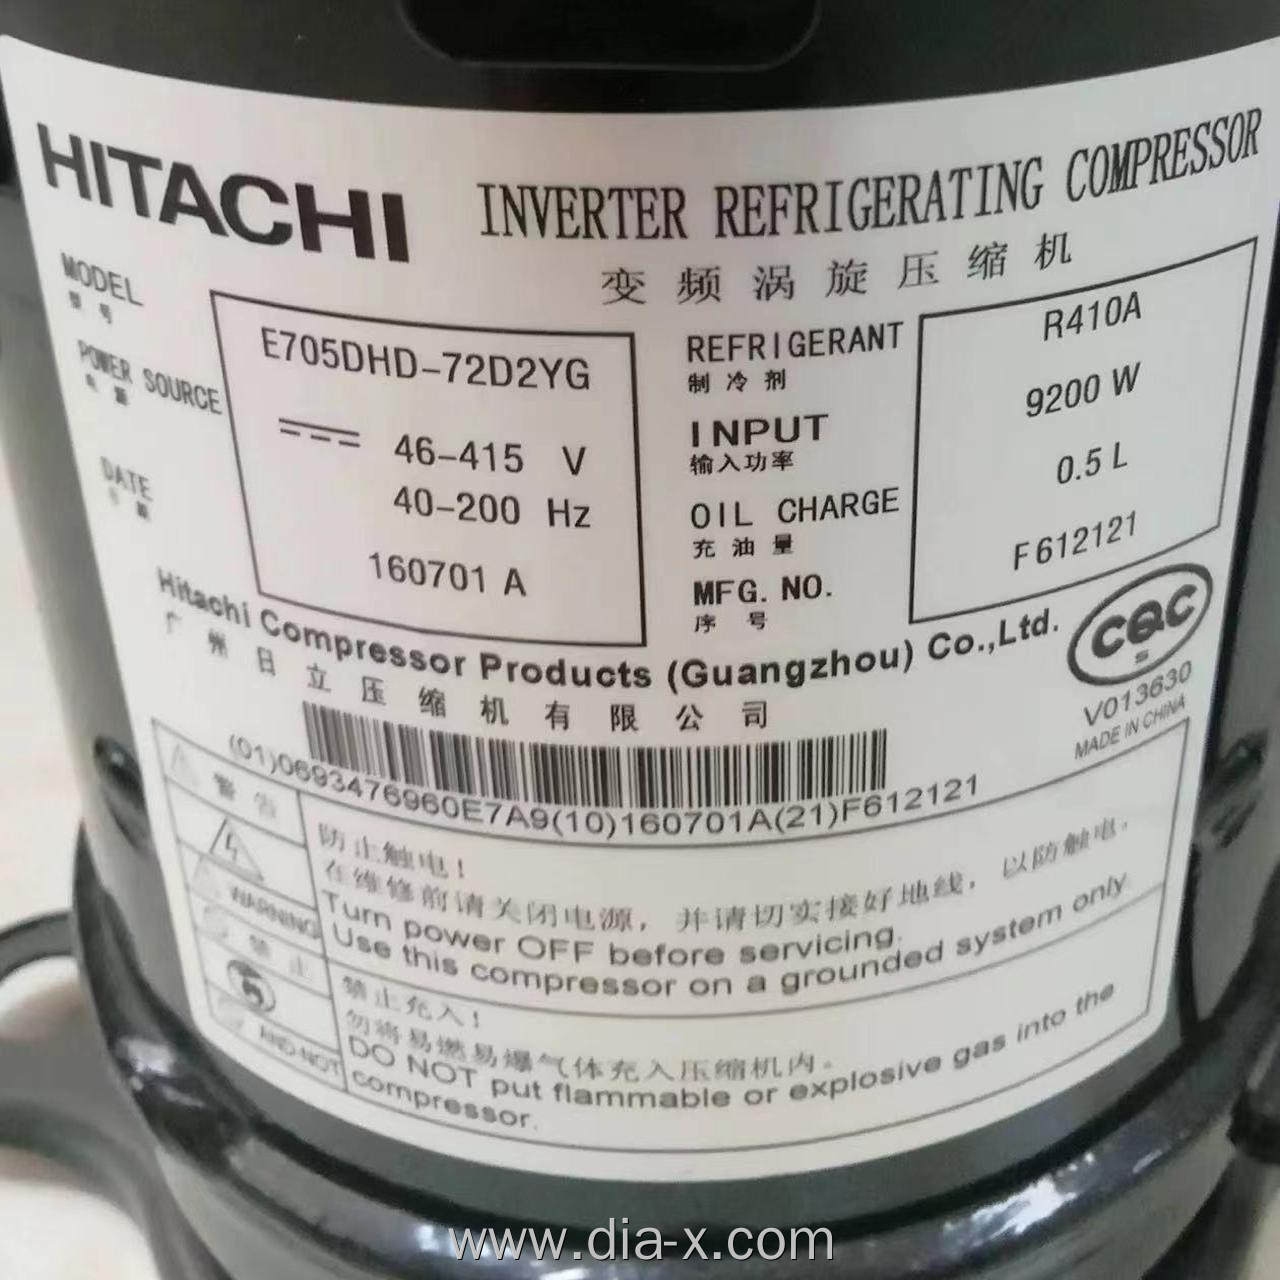 HITACHI
INVERTER REFRIGERATING COMPRESSOR
变频涡旋压缩机
MODEL E705DHD-72D2YG
型号
POWER SOURCE 46-415 V
电源
40-200 Hz
DATE 160701 A
REFRIGERANT R410A
制冷剂
INPUT 9200 W
输入功率
OIL CHARGE 0.5 L
充油量
MFG. NO. F612121
序号
Hitachi Compressor Products (Guangzhou) Co.,Ltd.
广州日立压缩机有限公司
CQC
S
V013630
MADE IN CHINA
(01)0693476960E7A9(10)160701A(21)F612121
警告
WARNING
防止触电!
在维修前请关闭电源，并请切实接好地线，以防触电。
Turn power OFF before servicing.
Use this compressor on a grounded system only.
禁止
禁止充入!
勿将易燃易爆气体充入压缩机内。
DO NOT put flammable or explosive gas into the
compressor.
www.dia-x.com